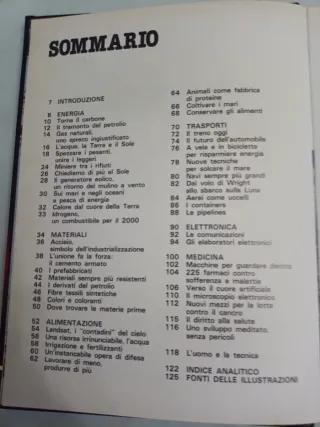 SOMMARIO
7 INTRODUZIONE
8 ENERGIA
10 Torna il carbone
12 Il tramonto del petrolio
14 Gas naturali,
uno spreco ingiustificato
16 L'acqua, la Terra e il Sole
18 Spezzare i pesanti,
unire i leggeri
24 Miniere tra i rifiuti
26 Chiediamo di più al Sole
28 Il generatore eolico,
un ritorno del mulino a vento
30 Sui mari e negli oceani
a pesca di energia
32 Calore dal cuore della Terra
33 Idrogeno,
un combustibile per il 2000
34 MATERIALI
36 Acciaio,
simbolo dell'industrializzazione
38 L'unione fa la forza:
il cemento armato
40 I prefabbricati
42 Materiali sempre più resistenti
44 I derivati del petrolio
46 Fibre tessili sintetiche
48 Colori e coloranti
50 Dove trovare le materie prime
52 ALIMENTAZIONE
54 Landsat, i "contadini" del cielo
56 Una risorsa irrinunciabile, l'acqua
58 Irrigazione e fertilizzanti
60 Un'instancabile opera di difesa
62 Lavorare di meno,
produrre di più
64 Animali come fabbrica
di proteine
66 Coltivare i mari
68 Conservare gli alimenti
70 TRASPORTI
72 Il treno oggi
74 Il futuro dell'automobile
76 A vela e in bicicletta
per risparmiare energia
78 Nuove tecniche
per solcare il mare
80 Navi sempre più grandi
82 Dal volo di Wright
allo sbarco sulla Luna
84 Aerei come uccelli
86 I containers
88 Le pipelines
90 ELETTRONICA
92 Le comunicazioni
94 Gli elaboratori elettronici
100 MEDICINA
102 Macchine per guardare dentro
104 225 farmaci contro
sofferenza e malattie
106 Verso il cuore artificiale
110 Il microscopio elettronico
112 Nuovi mezzi per la lotta
contro il cancro
115 Il diritto alla salute
116 Uno sviluppo meditato,
senza pericoli
118 L'uomo e la tecnica
122 INDICE ANALITICO
125 FONTI DELLE ILLUSTRAZIONI